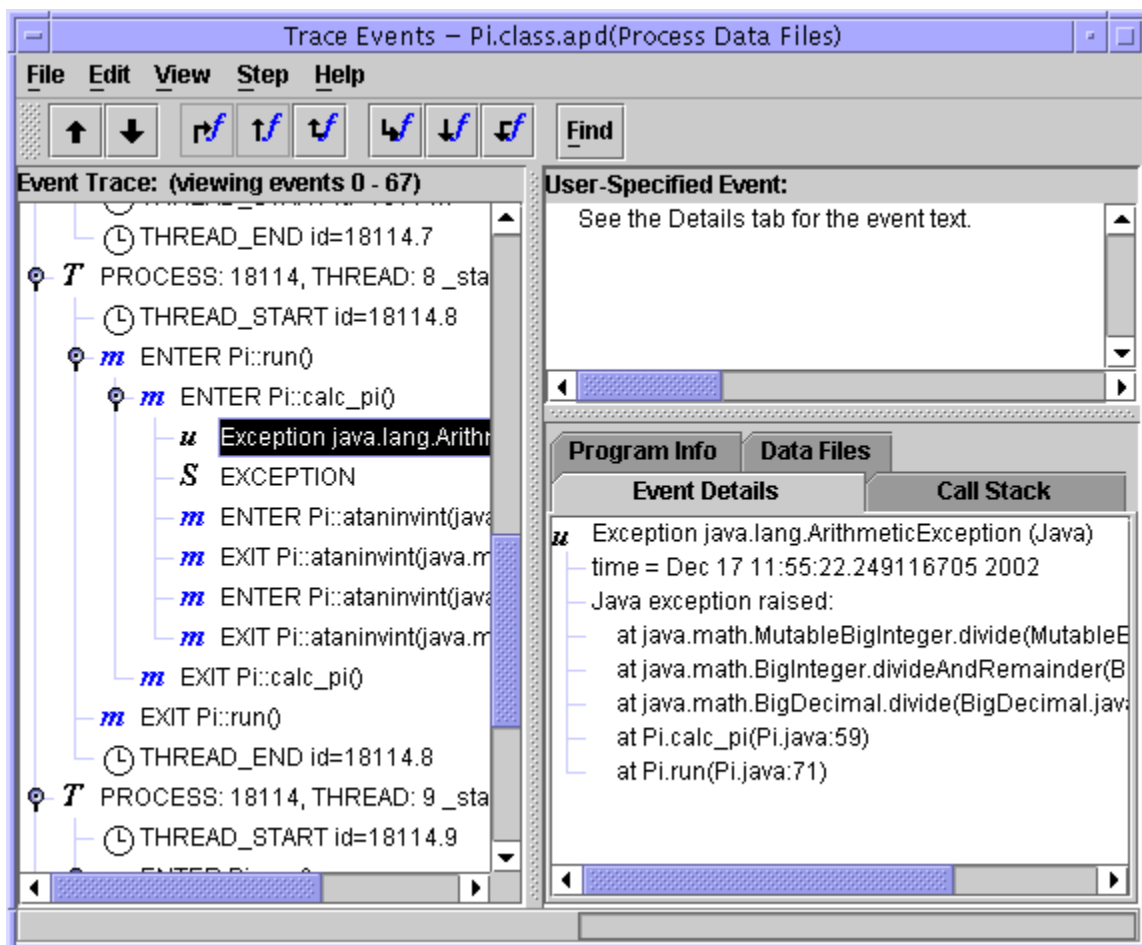 Trace Events – Pi.class.apd(Process Data Files)
File Edit View Step Help
Find
Event Trace: (viewing events 0 - 67)
THREAD_END id=18114.7
T PROCESS: 18114, THREAD: 8 _sta
THREAD_START id=18114.8
m ENTER Pi::run()
m ENTER Pi::calc_pi()
u Exception java.lang.Arithm
S EXCEPTION
m ENTER Pi::ataninvint(java
m EXIT Pi::ataninvint(java.m
m ENTER Pi::ataninvint(java
m EXIT Pi::ataninvint(java.m
m EXIT Pi::calc_pi()
m EXIT Pi::run()
THREAD_END id=18114.8
T PROCESS: 18114, THREAD: 9 _sta
THREAD_START id=18114.9
User-Specified Event:
See the Details tab for the event text.
Program Info Data Files
Event Details Call Stack
u Exception java.lang.ArithmeticException (Java)
time = Dec 17 11:55:22.249116705 2002
Java exception raised:
at java.math.MutableBigInteger.divide(MutableE
at java.math.BigInteger.divideAndRemainder(B
at java.math.BigDecimal.divide(BigDecimal.java
at Pi.calc_pi(Pi.java:59)
at Pi.run(Pi.java:71)